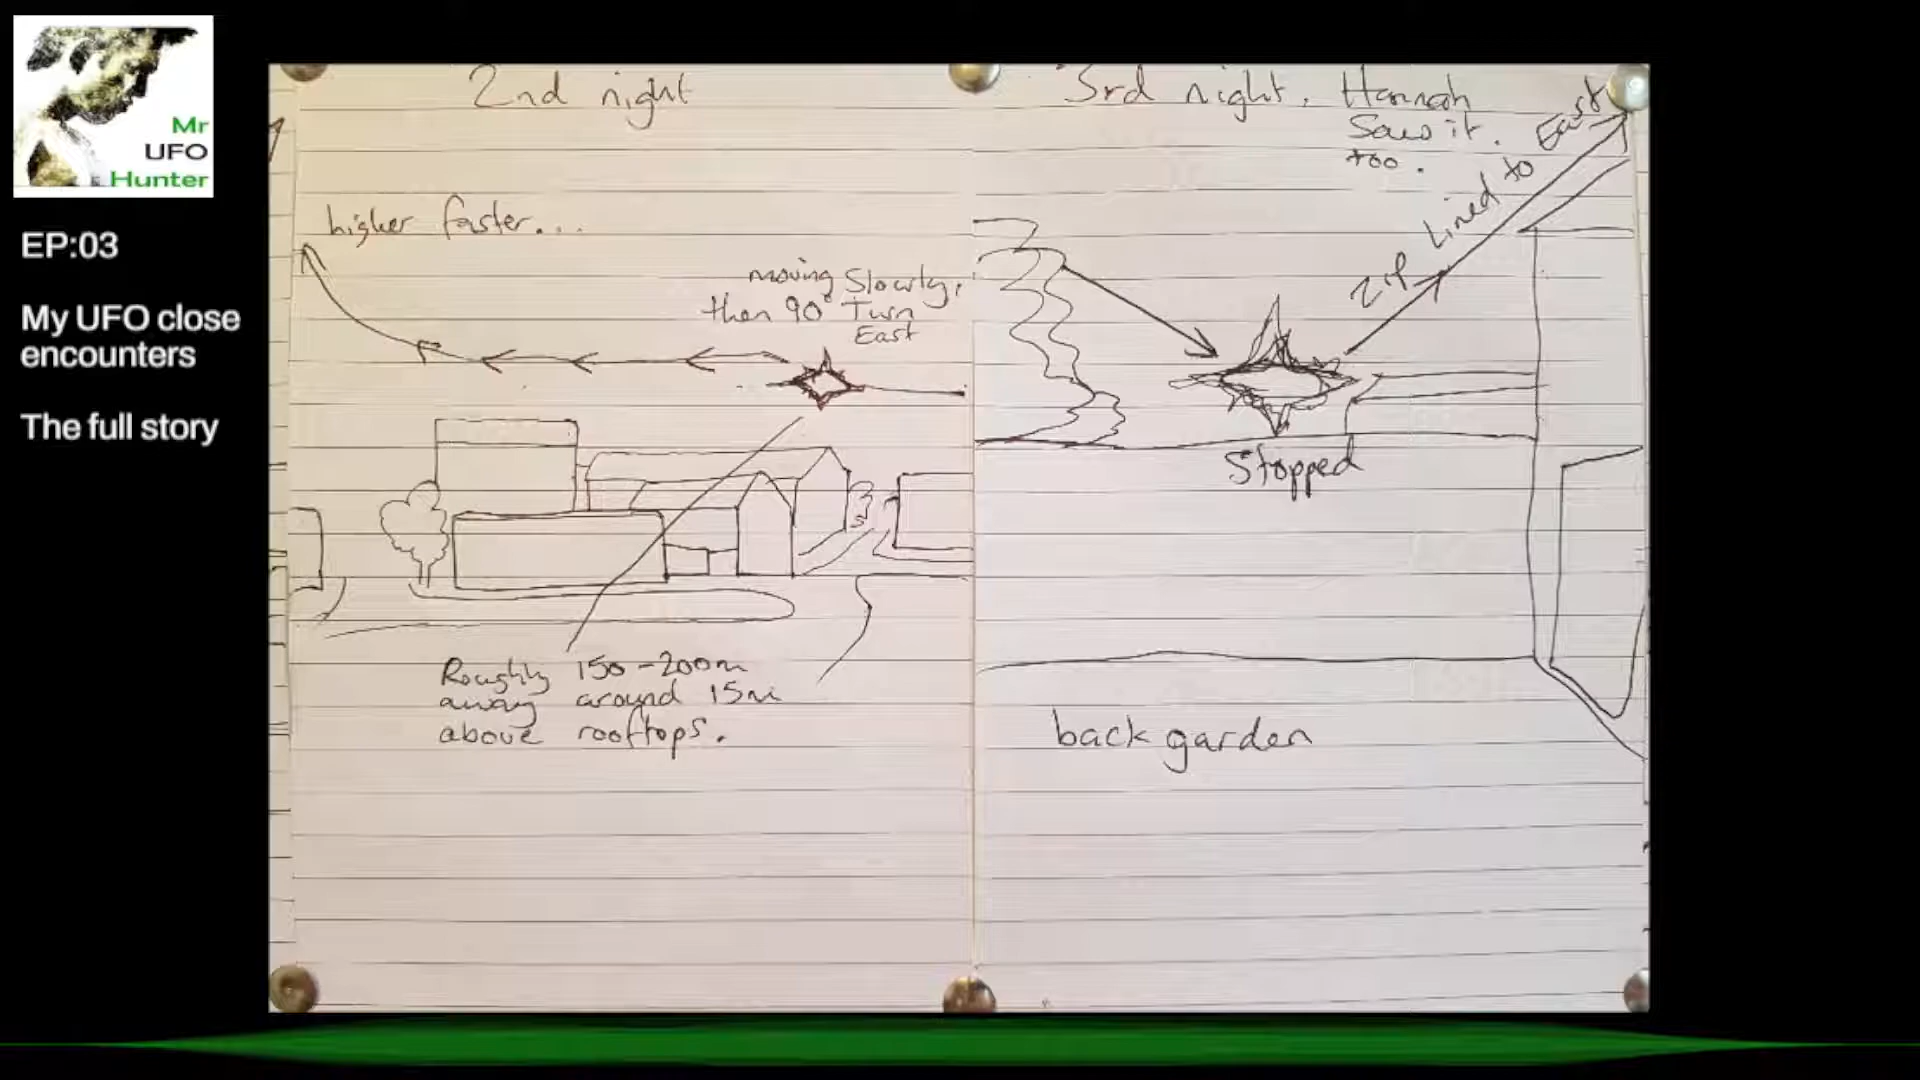 Mr
UFO
Hunter
EP:03
My UFO close
encounters
The full story
2nd night
higher faster...
moving Slowly,
then 90° Turn
East
Roughly 150-200m
away around 15m
above rooftops.
3rd night. Hannah
Saw it.
too.
Zip Lined to East
Stopped
back garden